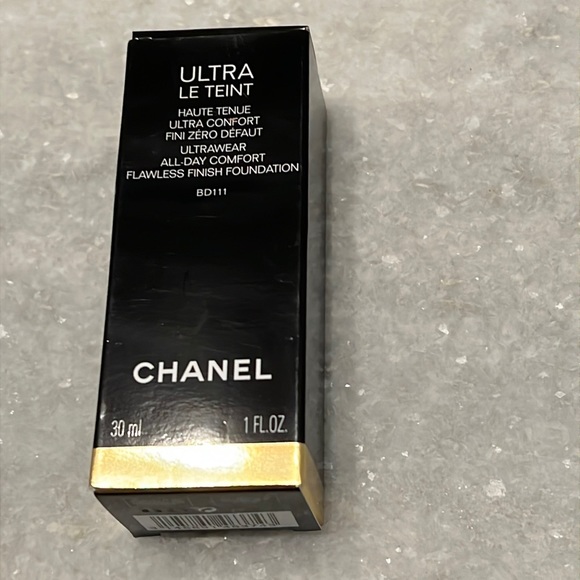 ULTRA
LE TEINT
HAUTE TENUE
ULTRA CONFORT
FINI ZÉRO DÉFAUT
ULTRAWEAR
ALL-DAY COMFORT
FLAWLESS FINISH FOUNDATION
BD111
CHANEL
30 ml 1 FL.OZ.